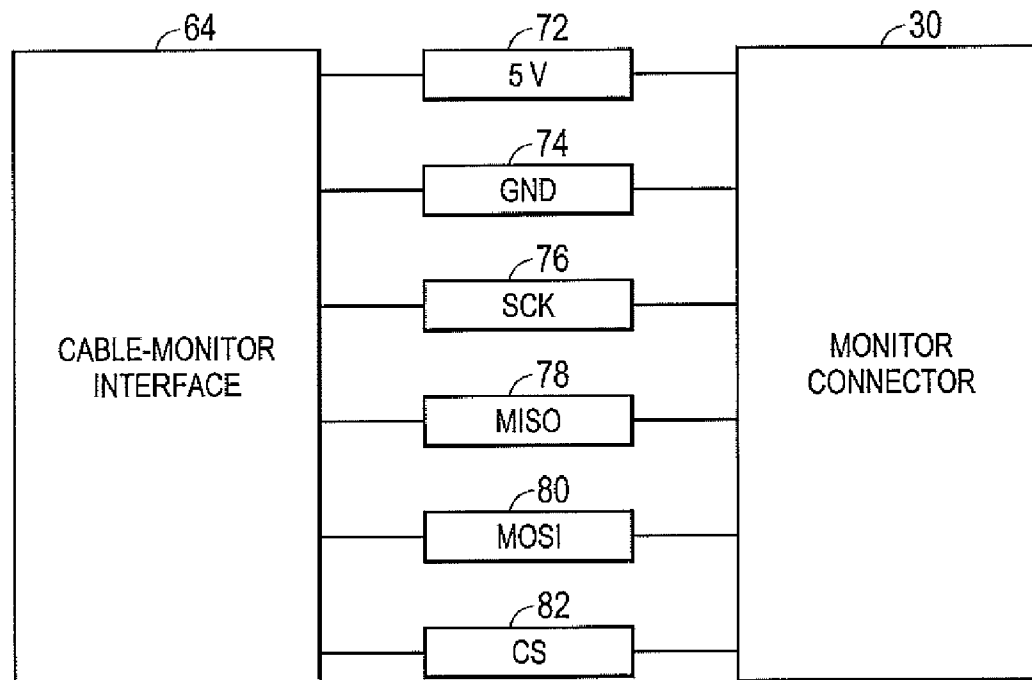 64
72
30
5 V
74
GND
76
SCK
CABLE-MONITOR
INTERFACE
78
MISO
MONITOR
CONNECTOR
80
MOSI
82
CS